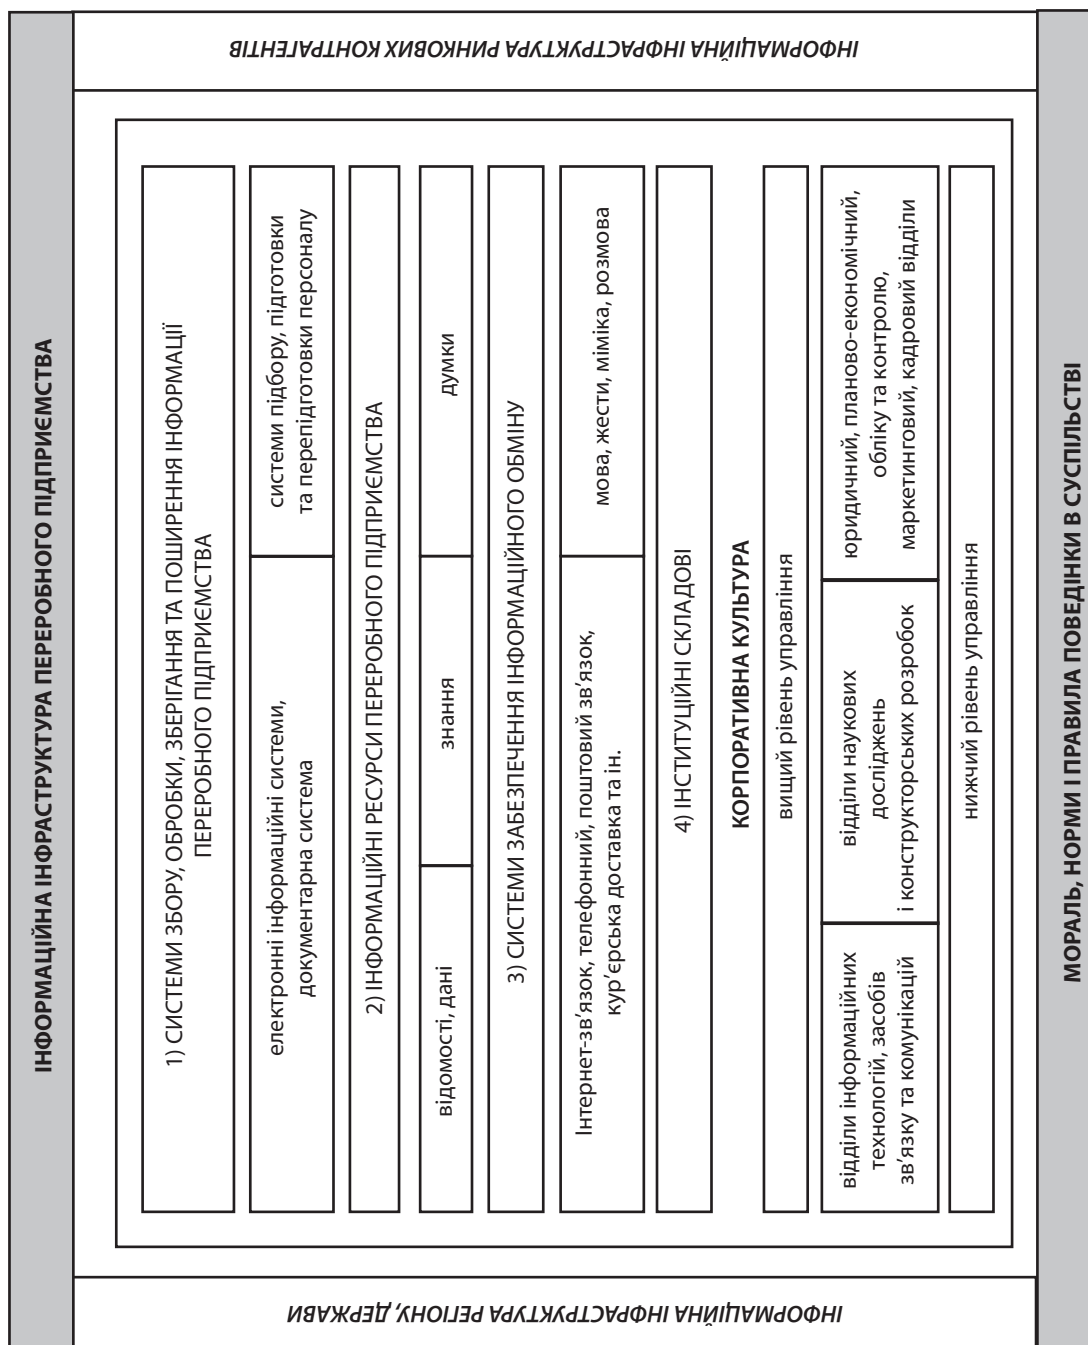 ІНФОРМАЦІЙНА ІНФРАСТРУКТУРА ПЕРЕРОБНОГО ПІДПРИЄМСТВА
ІНФОРМАЦІЙНА ІНФРАСТРУКТУРА РЕГІОНУ, ДЕРЖАВИ
1) СИСТЕМИ ЗБОРУ, ОБРОБКИ, ЗБЕРІГАННЯ ТА ПОШИРЕННЯ ІНФОРМАЦІЇ
ПЕРЕРОБНОГО ПІДПРИЄМСТВА
електронні інформаційні системи,
документарна система
системи підбору, підготовки
та перепідготовки персоналу
2) ІНФОРМАЦІЙНІ РЕСУРСИ ПЕРЕРОБНОГО ПІДПРИЄМСТВА
відомості, дані
знання
думки
3) СИСТЕМИ ЗАБЕЗПЕЧЕННЯ ІНФОРМАЦІЙНОГО ОБМІНУ
Інтернет-зв'язок, телефонний, поштовий зв'язок,
кур'єрська доставка та ін.
мова, жести, міміка, розмова
4) ІНСТИТУЦІЙНІ СКЛАДОВІ
КОРПОРАТИВНА КУЛЬТУРА
вищий рівень управління
відділи інформаційних
технологій, засобів
зв'язку та комунікацій
відділи наукових
досліджень
і конструкторських розробок
юридичний, планово-економічний,
обліку та контролю,
маркетинговий, кадровий відділи
нижчий рівень управління
ІНФОРМАЦІЙНА ІНФРАСТРУКТУРА РИНКОВИХ КОНТРАГЕНТІВ
МОРАЛЬ, НОРМИ І ПРАВИЛА ПОВЕДІНКИ В СУСПІЛЬСТВІ